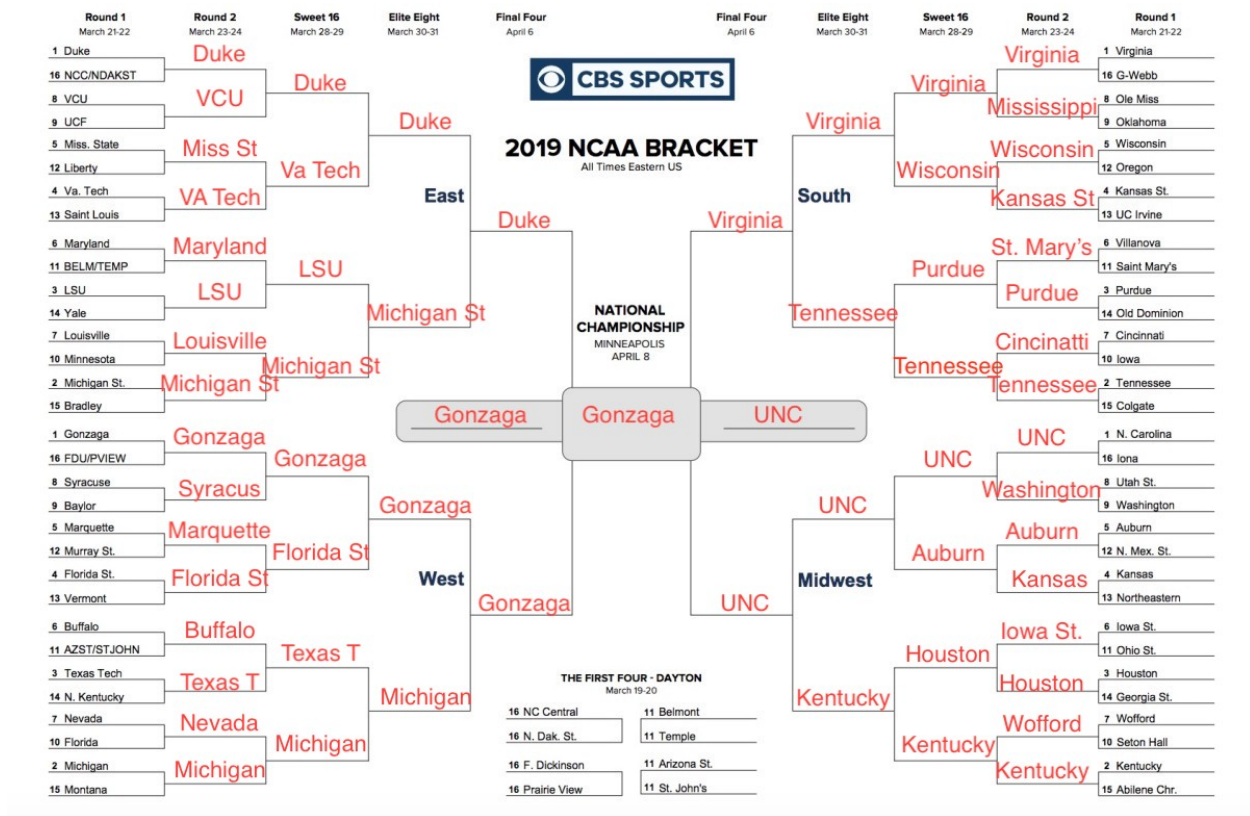 Round 1
March 21-22
Round 2
March 23-24
Sweet 16
March 28-29
Elite Eight
March 30-31
Final Four
April 6
Final Four
April 6
Elite Eight
March 30-31
Sweet 16
March 28-29
Round 2
March 23-24
Round 1
March 21-22
CBS SPORTS
2019 NCAA BRACKET
All Times Eastern US
1 Duke
16 NCC/NDAKST
8 VCU
9 UCF
5 Miss. State
12 Liberty
4 Va. Tech
13 Saint Louis
6 Maryland
11 BELM/TEMP
3 LSU
14 Yale
7 Louisville
10 Minnesota
2 Michigan St.
15 Bradley
Duke
VCU
Miss St
VA Tech
Maryland
LSU
Louisville
Michigan St
Duke
Va Tech
LSU
Michigan St
Duke
Michigan St
East
Duke
1 Gonzaga
16 FDU/PVIEW
8 Syracuse
9 Baylor
5 Marquette
12 Murray St.
4 Florida St.
13 Vermont
6 Buffalo
11 AZST/STJOHN
3 Texas Tech
14 N. Kentucky
7 Nevada
10 Florida
2 Michigan
15 Montana
Gonzaga
Syracus
Marquette
Florida St
Buffalo
Texas T
Nevada
Michigan
Gonzaga
Florida St
Texas T
Michigan
Gonzaga
Michigan
West
Gonzaga
NATIONAL
CHAMPIONSHIP
MINNEAPOLIS
APRIL 8
Gonzaga
Gonzaga
UNC
Virginia
South
Virginia
Tennessee
Virginia
Wisconsin
Purdue
Tennessee
Virginia
Mississippi
Wisconsin
Kansas St
St. Mary's
Purdue
Cincinatti
Tennessee
1 Virginia
16 G-Webb
8 Ole Miss
9 Oklahoma
5 Wisconsin
12 Oregon
4 Kansas St.
13 UC Irvine
6 Villanova
11 Saint Mary's
3 Purdue
14 Old Dominion
7 Cincinnati
10 Iowa
2 Tennessee
15 Colgate
UNC
Midwest
UNC
Kentucky
UNC
Auburn
Houston
Kentucky
UNC
Washington
Auburn
Kansas
Iowa St.
Houston
Wofford
Kentucky
1 N. Carolina
16 Iona
8 Utah St.
9 Washington
5 Auburn
12 N. Mex. St.
4 Kansas
13 Northeastern
6 Iowa St.
11 Ohio St.
3 Houston
14 Georgia St.
7 Wofford
10 Seton Hall
2 Kentucky
15 Abilene Chr.
THE FIRST FOUR - DAYTON
March 19-20
16 NC Central
16 N. Dak. St.
16 F. Dickinson
16 Prairie View
11 Belmont
11 Temple
11 Arizona St.
11 St. John's